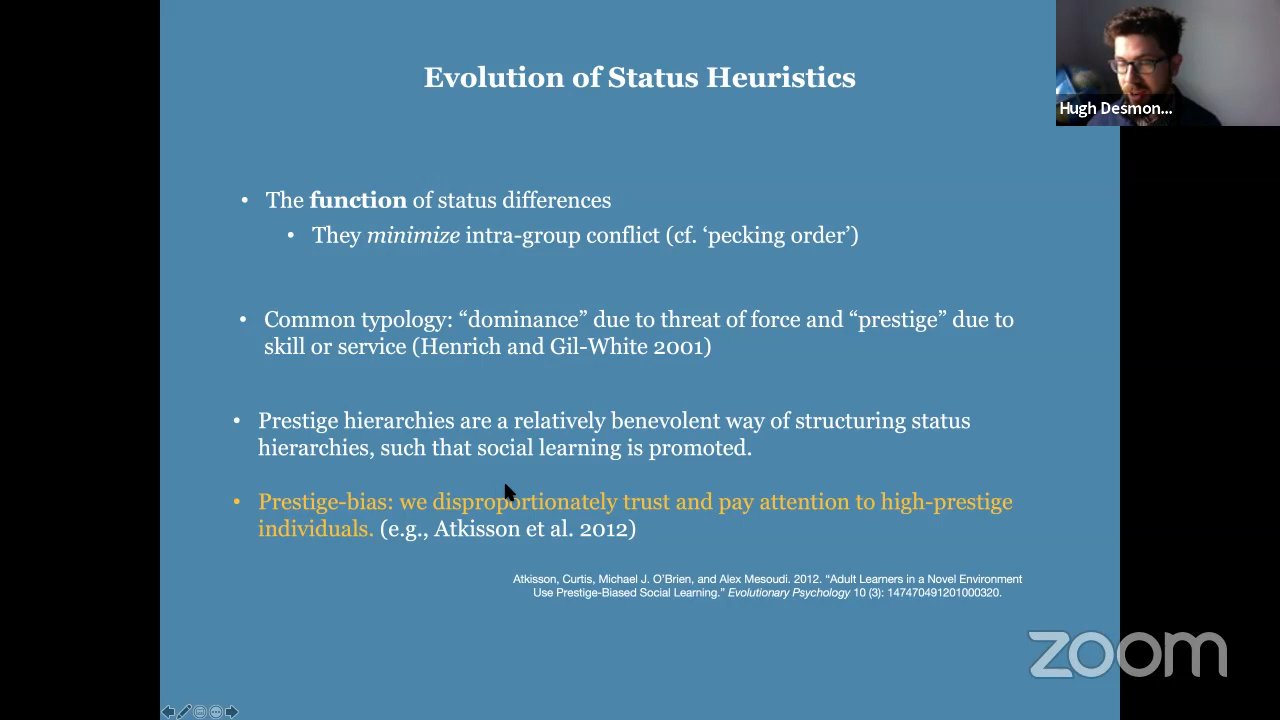 Evolution of Status Heuristics
Hugh Desmon...
• The function of status differences
• They minimize intra-group conflict (cf. ‘pecking order’)
• Common typology: “dominance” due to threat of force and “prestige” due to
skill or service (Henrich and Gil-White 2001)
• Prestige hierarchies are a relatively benevolent way of structuring status
hierarchies, such that social learning is promoted.
• Prestige-bias: we disproportionately trust and pay attention to high-prestige
individuals. (e.g., Atkisson et al. 2012)
Atkisson, Curtis, Michael J. O’Brien, and Alex Mesoudi. 2012. “Adult Learners in a Novel Environment
Use Prestige-Biased Social Learning.” Evolutionary Psychology 10 (3): 147470491201000320.
zoom